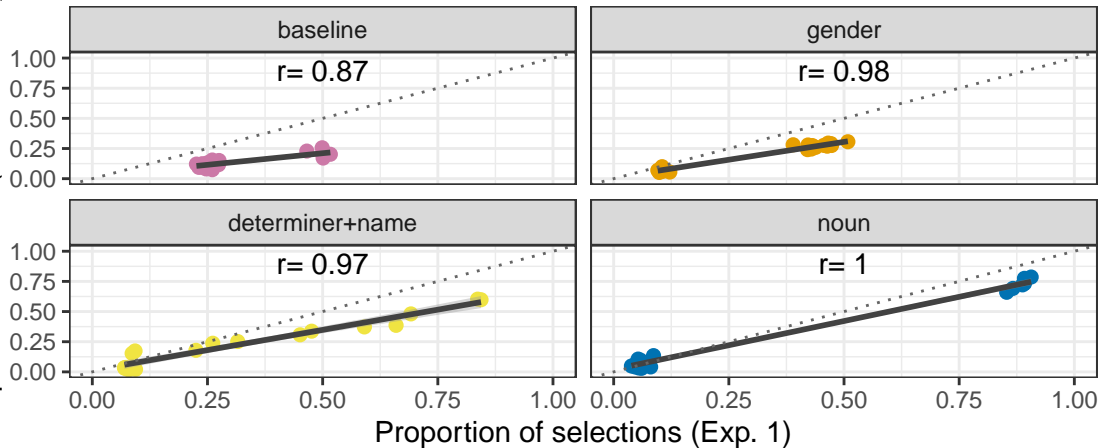 baseline
gender
r= 0.87
r= 0.98
1.00
0.75
0.50
0.25
0.00
determiner+name
noun
r= 0.97
r= 1
1.00
0.75
0.50
0.25
0.00
0.00 0.25 0.50 0.75 1.00
0.00 0.25 0.50 0.75 1.00
Proportion of selections (Exp. 1)